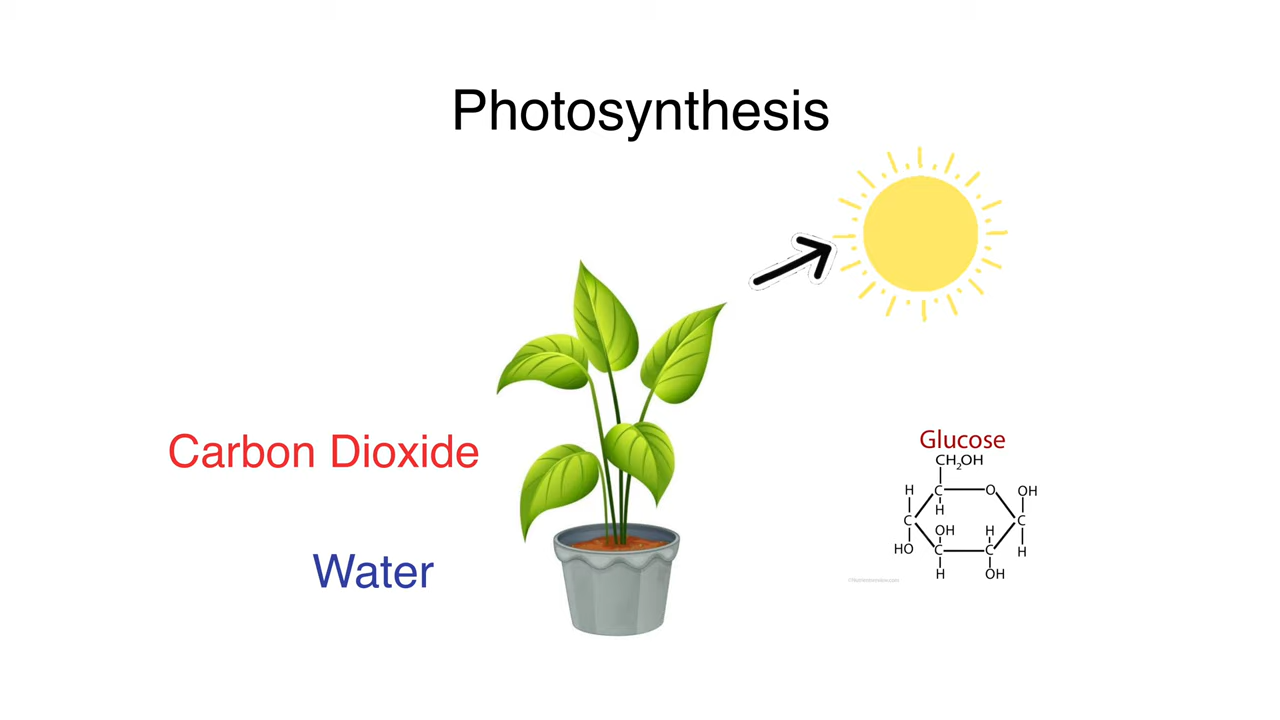 Photosynthesis
Carbon Dioxide
Water
Glucose
CH₂OH
H C O OH
H
C C
OH H
HO C C H
H OH